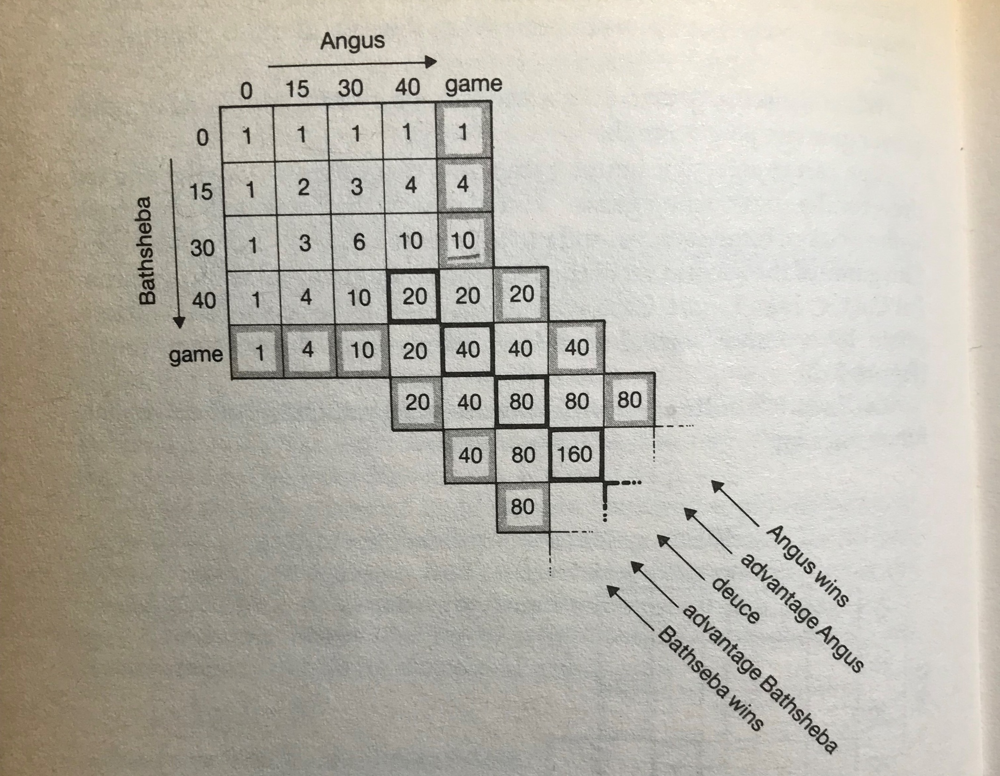 Angus
0 15 30 40 game
0 1 1 1 1 1
15 1 2 3 4 4
30 1 3 6 10 10
Bathsheba
40 1 4 10 20 20 20
game 1 4 10 20 40 40 40
20 40 80 80 80
40 80 160
80
Angus wins
advantage Angus
deuce
advantage Bathsheba
Bathseba wins